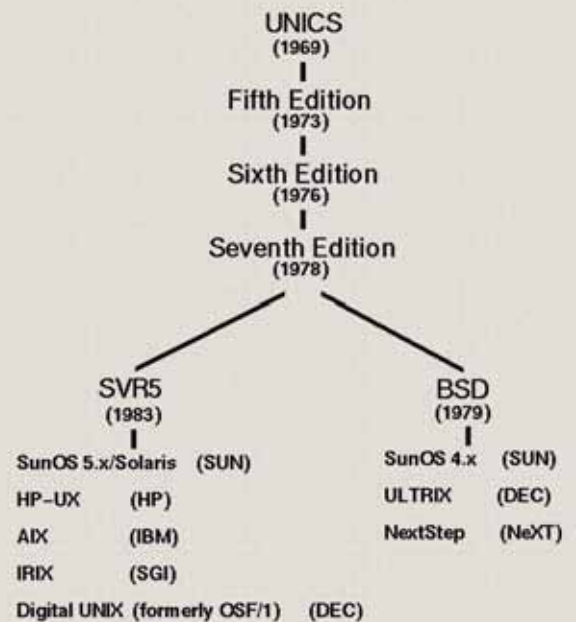 UNICS
(1969)
Fifth Edition
(1973)
Sixth Edition
(1976)
Seventh Edition
(1978)
SVR5
(1983)
SunOS 5.x/Solaris (SUN)
HP-UX (HP)
AIX (IBM)
IRIX (SGI)
Digital UNIX (formerly OSF/1) (DEC)
BSD
(1979)
SunOS 4.x (SUN)
ULTRIX (DEC)
NextStep (NeXT)